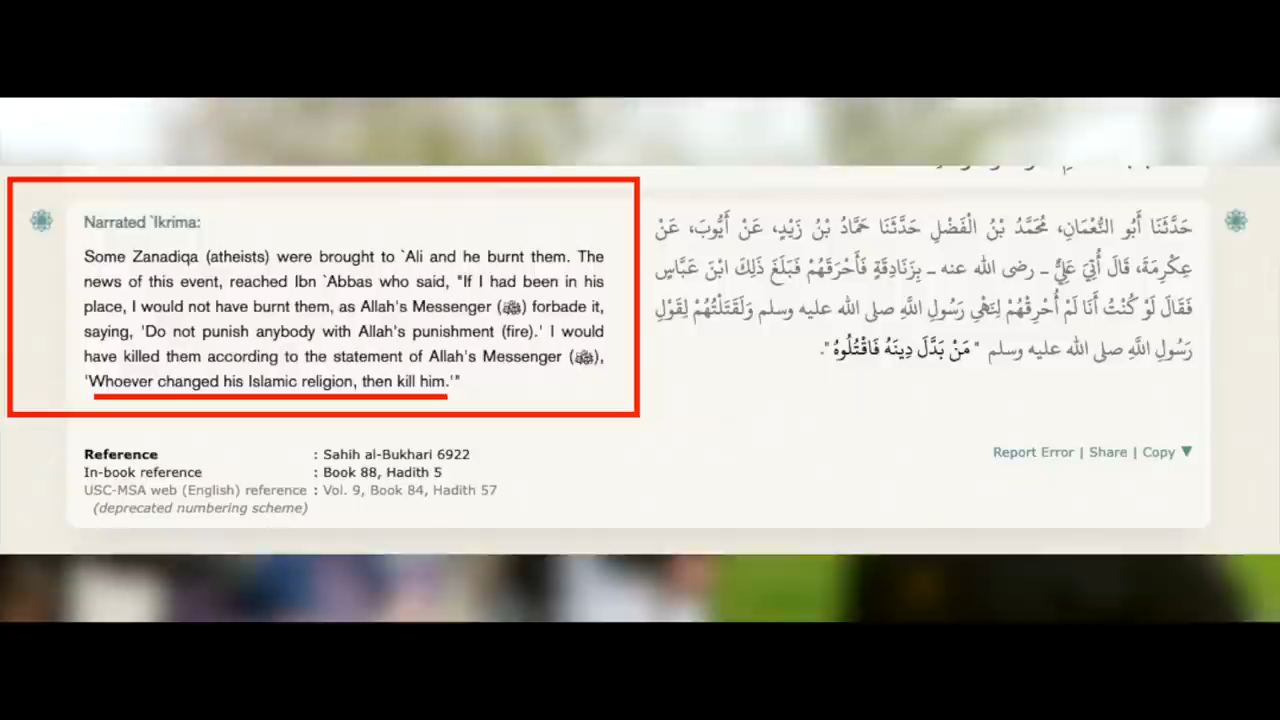 Narrated `Ikrima:
Some Zanadiqa (atheists) were brought to `Ali and he burnt them. The
news of this event, reached Ibn `Abbas who said, "If I had been in his
place, I would not have burnt them, as Allah's Messenger (ﷺ) forbade it,
saying, 'Do not punish anybody with Allah's punishment (fire).' I would
have killed them according to the statement of Allah's Messenger (ﷺ),
'Whoever changed his Islamic religion, then kill him.'"
حَدَّثَنَا أَبُو النُّعْمَانِ، مُحَمَّدُ بْنُ الْفَضْلِ حَدَّثَنَا حَمَّادُ بْنُ زَيْدٍ، عَنْ أَيُّوبَ، عَنْ
عِكْرِمَةَ، قَالَ أُتِيَ عَلِيٌّ ـ رضى الله عنه ـ بِزَنَادِقَةٍ فَأَحْرَقَهُمْ فَبَلَغَ ذَلِكَ ابْنَ عَبَّاسٍ
فَقَالَ لَوْ كُنْتُ أَنَا لَمْ أُحْرِقْهُمْ لِنَهْىِ رَسُولِ اللَّهِ صلى الله عليه وسلم وَلَقَتَلْتُهُمْ لِقَوْلِ
رَسُولِ اللَّهِ صلى الله عليه وسلم ‏"‏ مَنْ بَدَّلَ دِينَهُ فَاقْتُلُوهُ ‏"‏‏.‏
Reference : Sahih al-Bukhari 6922
In-book reference : Book 88, Hadith 5
USC-MSA web (English) reference : Vol. 9, Book 84, Hadith 57
(deprecated numbering scheme)
Report Error | Share | Copy ▼